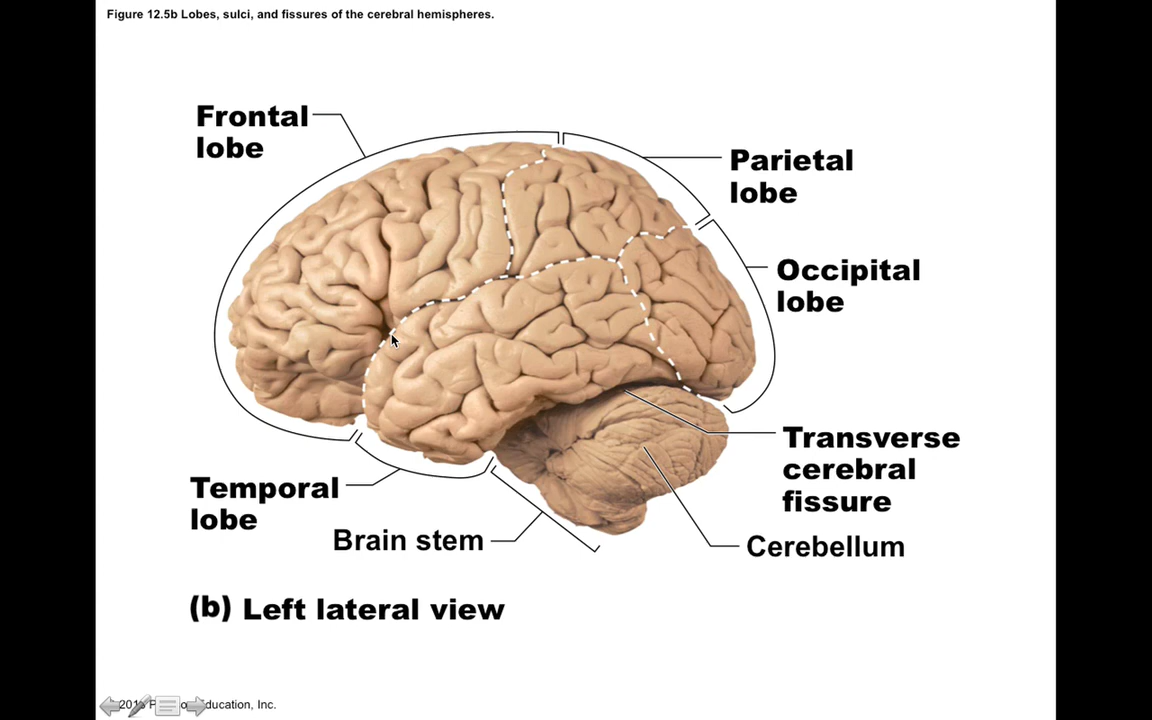 Figure 12.5b Lobes, sulci, and fissures of the cerebral hemispheres.
Frontal
lobe
Parietal
lobe
Occipital
lobe
Transverse
cerebral
fissure
Temporal
lobe
Brain stem
Cerebellum
(b) Left lateral view
Inc.